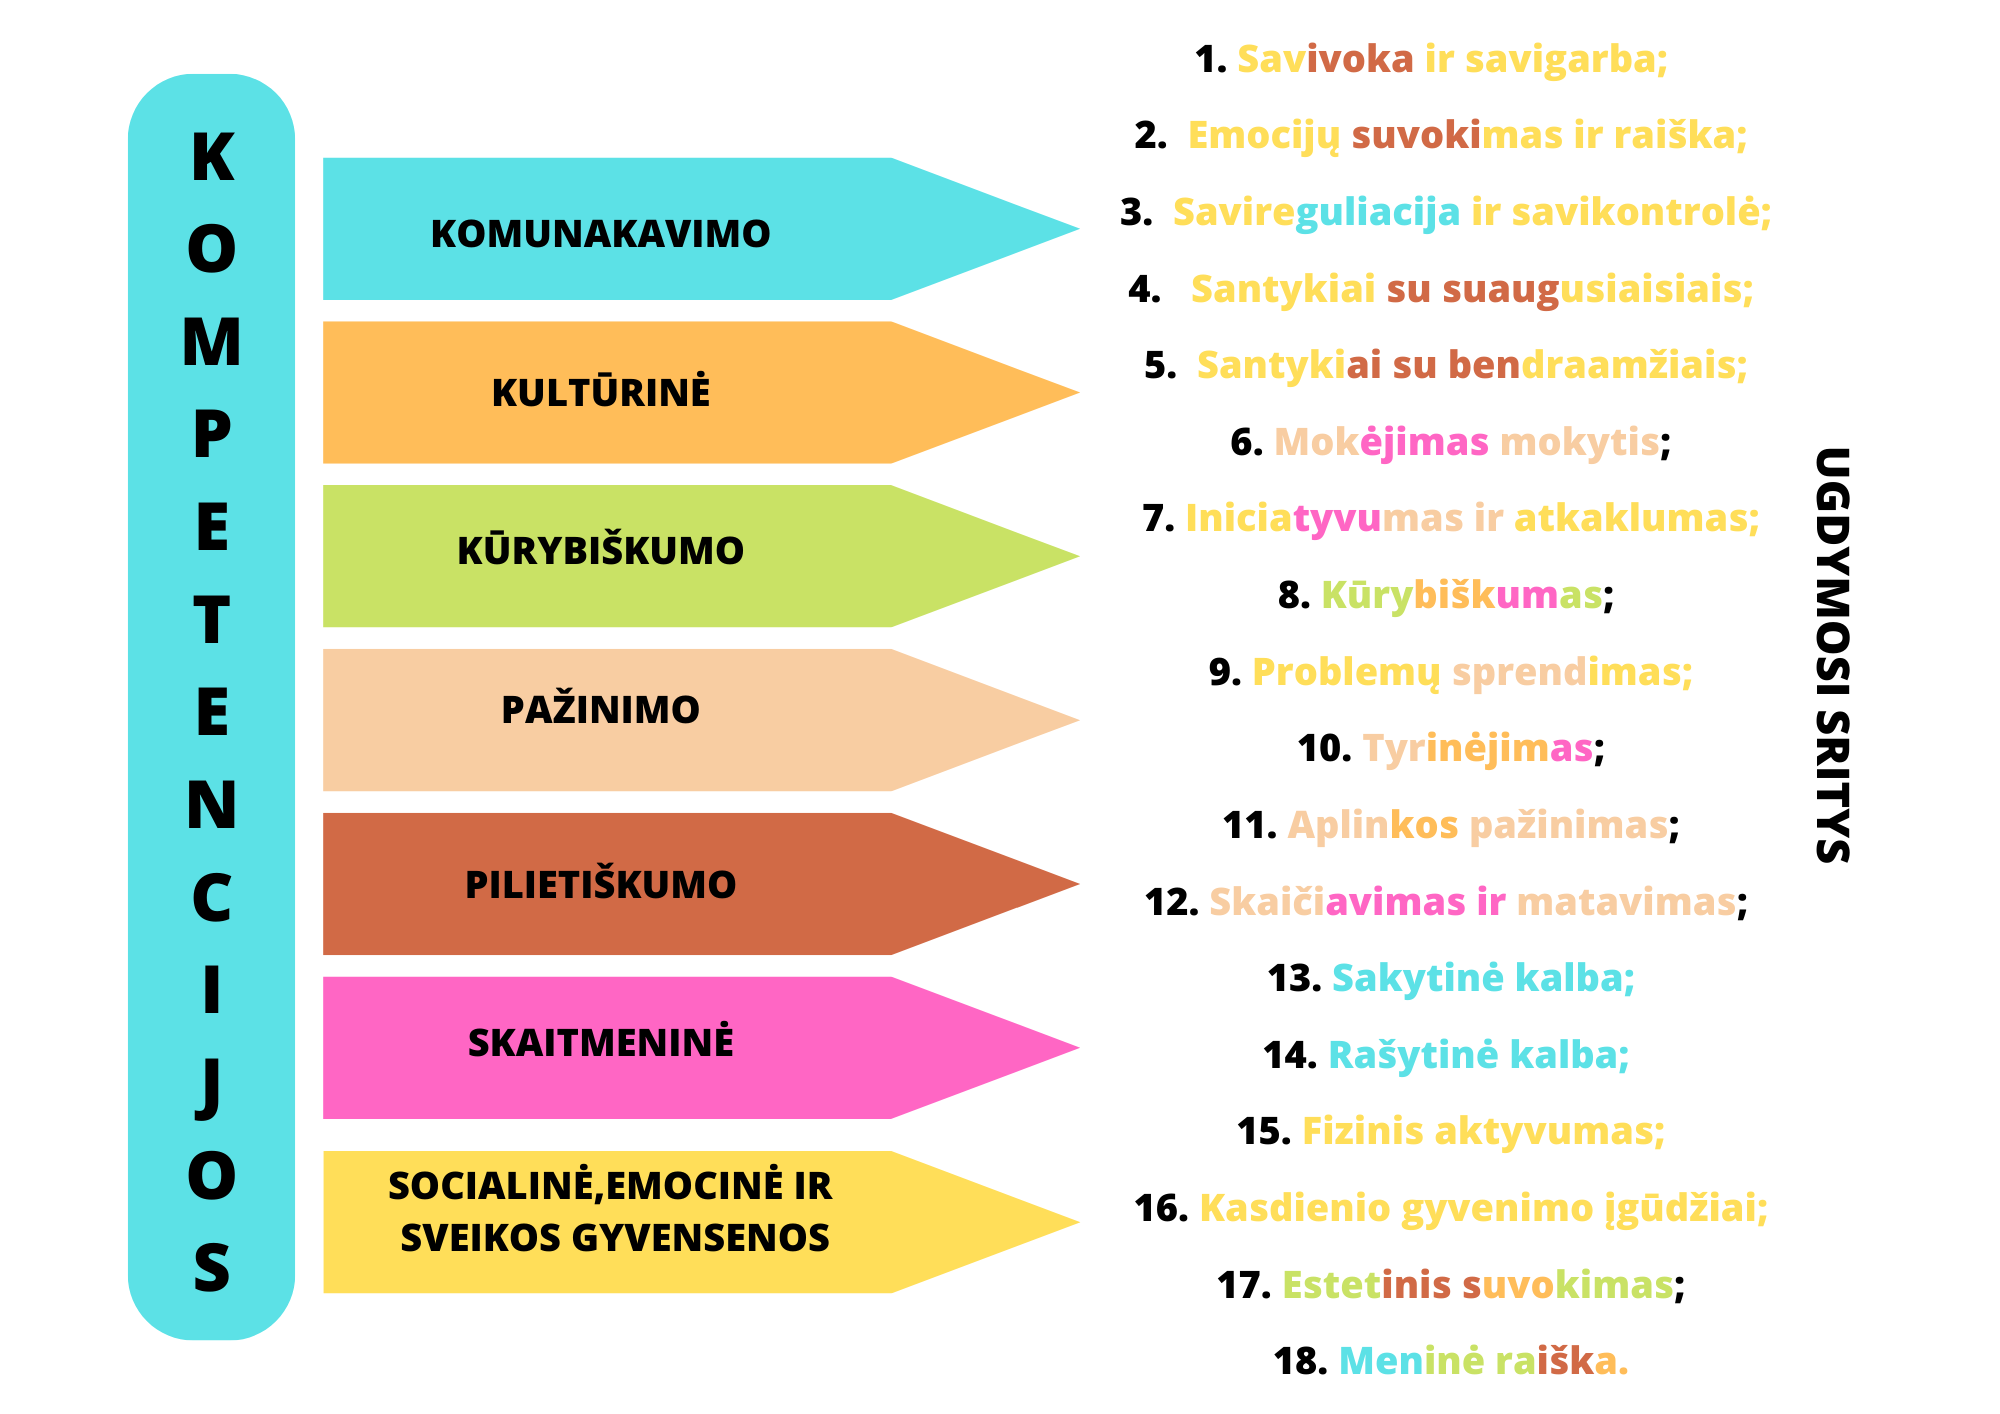 KOMPETENCIJOS
KOMUNAKAVIMO
KULTŪRINĖ
KŪRYBIŠKUMO
PAŽINIMO
PILIETIŠKUMO
SKAITMENINĖ
SOCIALINĖ,EMOCINĖ IR
SVEIKOS GYVENSENOS
1. Savivoka ir savigarba;
2. Emocijų suvokimas ir raiška;
3. Savireguliacija ir savikontrolė;
4. Santykiai su suaugusiaisiais;
5. Santykiai su bendraamžiais;
6. Mokėjimas mokytis;
7. Iniciatyvumas ir atkaklumas;
8. Kūrybiškumas;
9. Problemų sprendimas;
10. Tyrinėjimas;
11. Aplinkos pažinimas;
12. Skaičiavimas ir matavimas;
13. Sakytinė kalba;
14. Rašytinė kalba;
15. Fizinis aktyvumas;
16. Kasdienio gyvenimo įgūdžiai;
17. Estetinis suvokimas;
18. Meninė raiška.
UGDYMOSI SRITYS